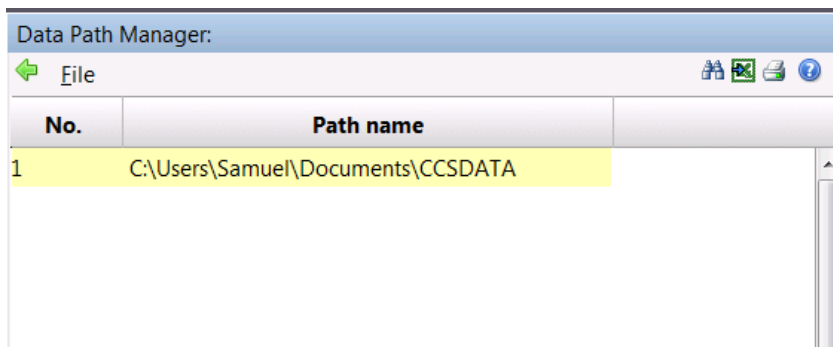 Data Path Manager:
File
No. Path name
1 C:\Users\Samuel\Documents\CCSDATA